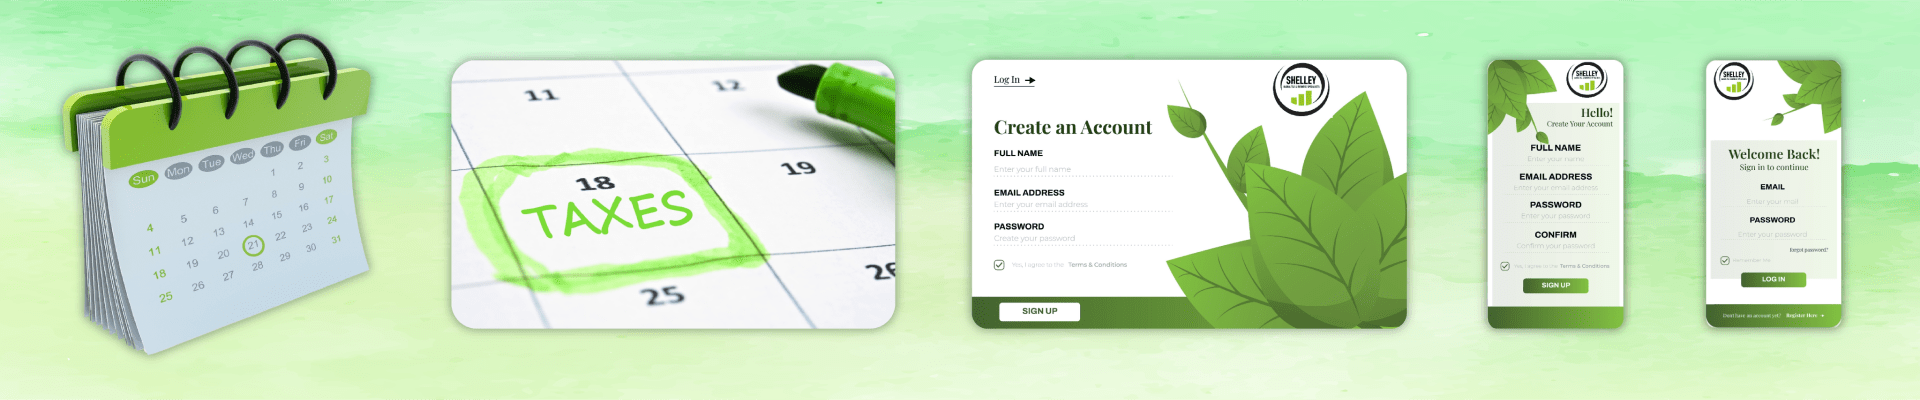 Sun Mon Tue Wed Thu Fri Sat
1 2 3
4 5 6 7 8 9 10
11 12 13 14 15 16 17
18 19 20 21 22 23 24
25 26 27 28 29 30 31
11 12
18 19
TAXES
25 26
Log In
SHELLEY
Create an Account
FULL NAME
Enter your full name
EMAIL ADDRESS
Enter your email address
PASSWORD
Create your password
Yes, I agree to the Terms & Conditions
SIGN UP
SHELLEY
Hello!
Create Your Account
FULL NAME
Enter your name
EMAIL ADDRESS
Enter your email address
PASSWORD
Enter your password
CONFIRM
Confirm your password
Yes, I agree to the Terms & Conditions
SIGN UP
SHELLEY
Welcome Back!
Sign in to continue
EMAIL
Enter your mail
PASSWORD
Enter your password
forgot password?
Remember me
LOG IN
Dont have an account yet? Register Here